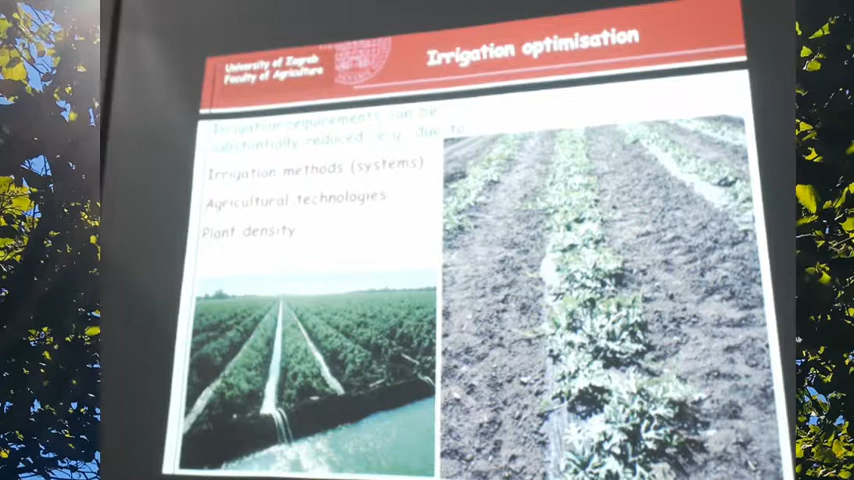 University of Zagreb
Faculty of Agriculture
Irrigation optimisation.
Irrigation requirements can be
substantially reduced, e.g. due to
Irrigation methods (systems)
Agricultural technologies
Plant density